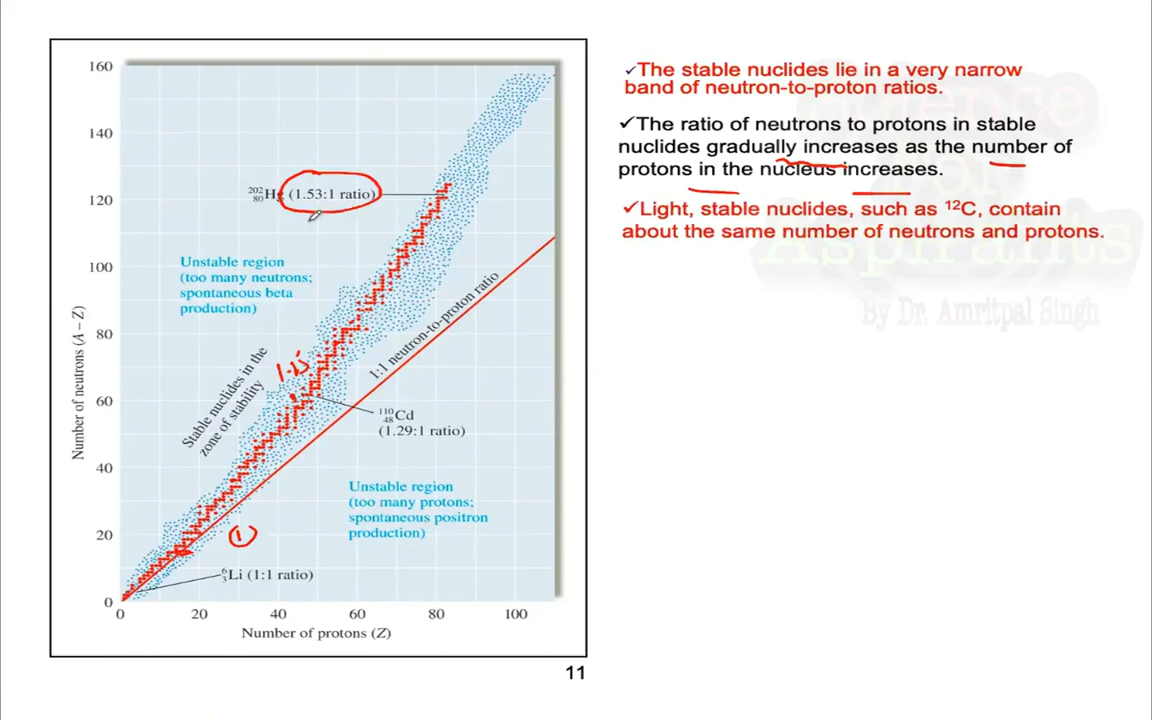 ✓The stable nuclides lie in a very narrow
band of neutron-to-proton ratios.
✓The ratio of neutrons to protons in stable
nuclides gradually increases as the number of
protons in the nucleus increases.
✓Light, stable nuclides, such as ¹²C, contain
about the same number of neutrons and protons.
Science
for
Aspirants
By Dr. Amritpal Singh
160
140
120
100
80
60
40
20
0
Number of neutrons (A – Z)
²⁰²₈₀Hg (1.53:1 ratio)
Unstable region
(too many neutrons;
spontaneous beta
production)
1:1 neutron-to-proton ratio
Stable nuclides in the
zone of stability
¹¹⁰₄₈Cd
(1.29:1 ratio)
Unstable region
(too many protons;
spontaneous positron
production)
1
⁶₃Li (1:1 ratio)
0 20 40 60 80 100
Number of protons (Z)
11